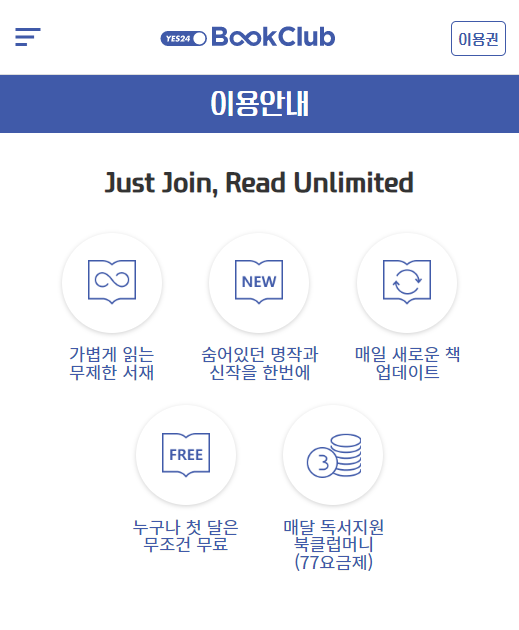 YES24 BookClub
이용권
이용안내
Just Join, Read Unlimited
NEW
가볍게 읽는
무제한 서재
숨어있던 명작과
신작을 한번에
매일 새로운 책
업데이트
FREE
3
누구나 첫 달은
무조건 무료
매달 독서지원
북클럽머니
(77요금제)